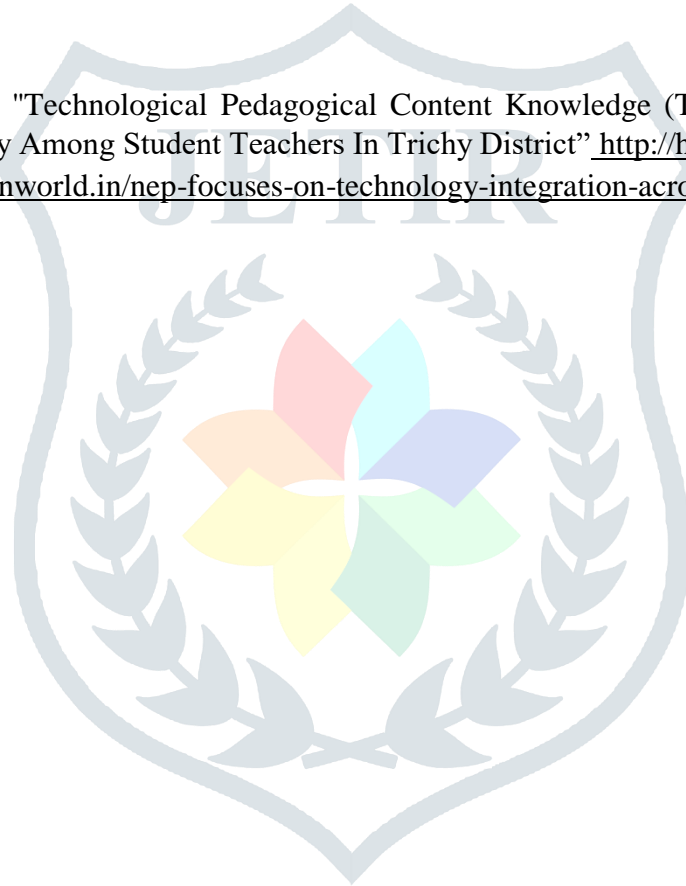 "Technological Pedagogical Content Knowledge (T
y Among Student Teachers In Trichy District” http://h
nworld.in/nep-focuses-on-technology-integration-acro
JETIR